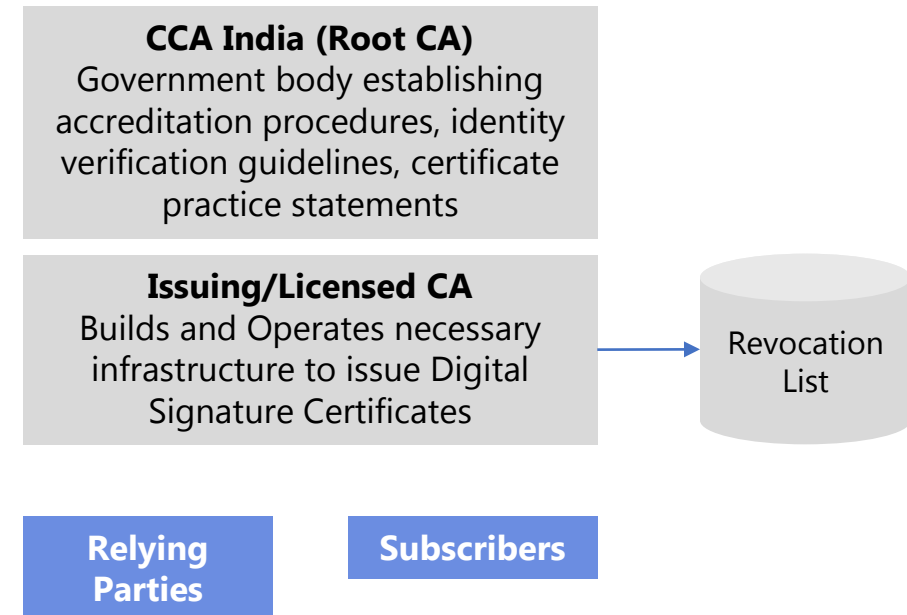 CCA India (Root CA)
Government body establishing
accreditation procedures, identity
verification guidelines, certificate
practice statements
Issuing/Licensed CA
Builds and Operates necessary
infrastructure to issue Digital
Signature Certificates
Revocation
List
Relying
Parties
Subscribers